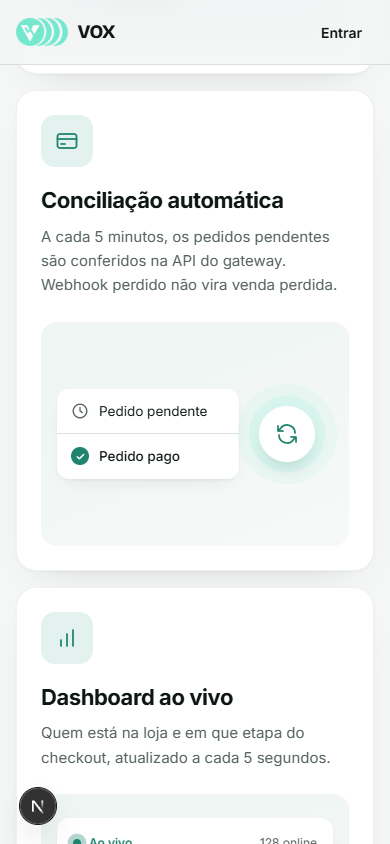 VOX
Entrar
Conciliação automática
A cada 5 minutos, os pedidos pendentes
são conferidos na API do gateway.
Webhook perdido não vira venda perdida.
Pedido pendente
Pedido pago
Dashboard ao vivo
Quem está na loja e em que etapa do
checkout, atualizado a cada 5 segundos.
N
Ao vivo
128 online